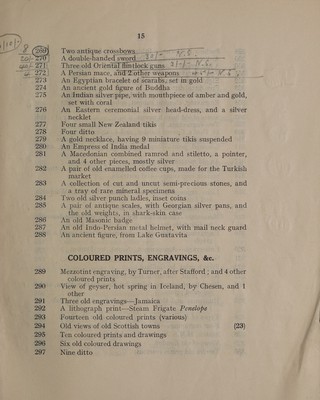 15
269 Two antique crossbows
270 A double-handed sword N.S.
271 Three old Oriental flintlock guns N.S.
272 A Persian mace, and 2 other weapons N.S.
273 An Egyptian bracelet of scarabs, set in gold
274 An ancient gold figure of Buddha
275 An Indian silver pipe, with mouthpiece of amber and gold,
set with coral
276 An Eastern ceremonial silver head-dress, and a silver
necklet
277 Four small New Zealand tikis
278 Four ditto
279 A gold necklace, having 9 miniature tikis suspended
280 An Empress of India medal
281 A Macedonian combined ramrod and stiletto, a pointer,
and 4 other pieces, mostly silver
282 A pair of old enamelled coffee cups, made for the Turkish
market
283 A collection of cut and uncut semi-precious stones, and
a tray of rare mineral specimens
284 Two old silver punch ladles, inset coins
285 A pair of antique scales, with Georgian silver pans, and
the old weights, in shark-skin case
286 An old Masonic badge
287 An old Indo-Persian metal helmet, with mail neck guard
288 An ancient figure, from Lake Guatavita
COLOURED PRINTS, ENGRAVINGS, &c.
289 Mezzotint engraving, by Turner, after Stafford; and 4 other
coloured prints
290 View of geyser, hot spring in Iceland, by Chesen, and 1
other
291 Three old engravings—Jamaica
292 A lithograph print—Steam Frigate Penelope
293 Fourteen old coloured prints (various)
294 Old views of old Scottish towns (23)
295 Ten coloured prints and drawings
296 Six old coloured drawings
297 Nine ditto